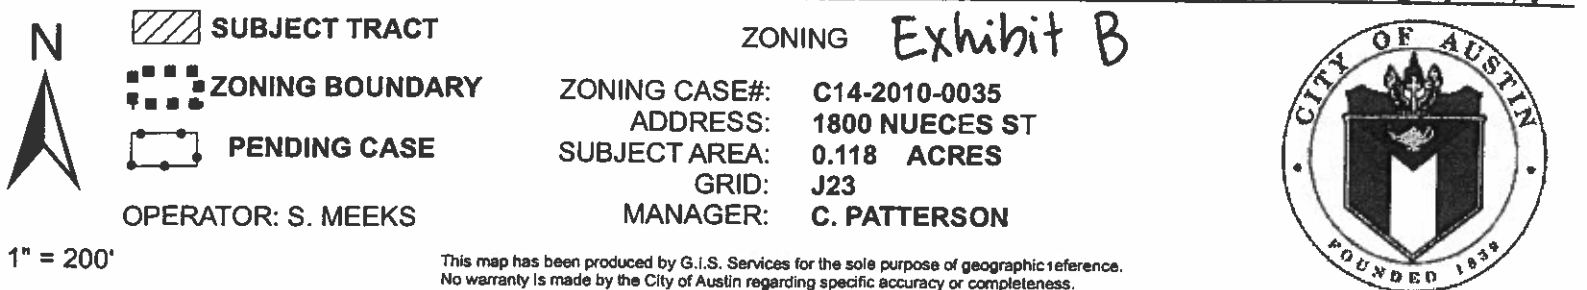 N
SUBJECT TRACT
ZONING BOUNDARY
PENDING CASE
OPERATOR: S. MEEKS
1" = 200'
ZONING Exhibit B
ZONING CASE#: C14-2010-0035
ADDRESS: 1800 NUECES ST
SUBJECT AREA: 0.118 ACRES
GRID: J23
MANAGER: C. PATTERSON
This map has been produced by G.I.S. Services for the sole purpose of geographic reference.
No warranty is made by the City of Austin regarding specific accuracy or completeness.
CITY OF AUSTIN
FOUNDED 1839